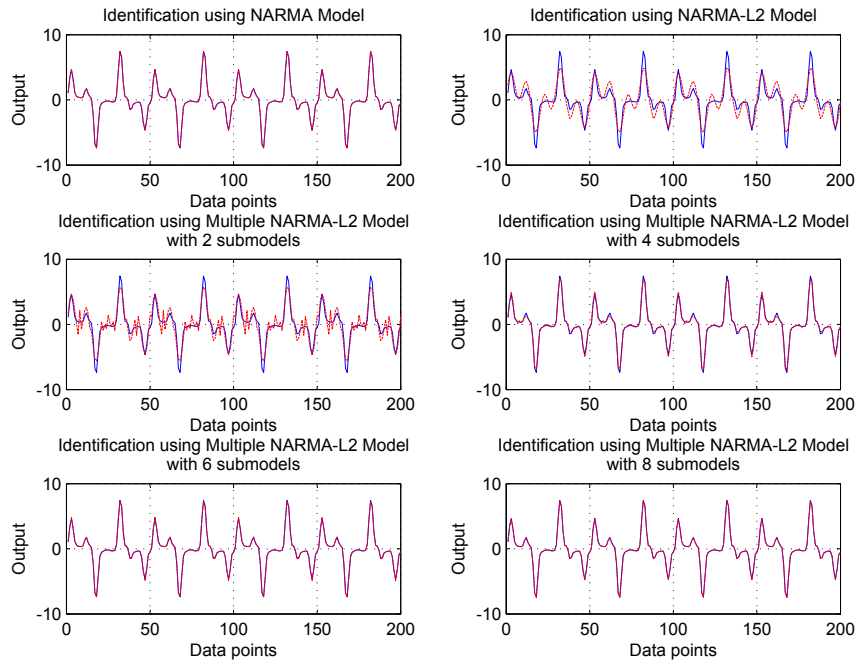 Identification using NARMA Model
10
0
-10
Output
0 50 100 150 200
Data points
Identification using NARMA-L2 Model
10
0
-10
Output
0 50 100 150 200
Data points
Identification using Multiple NARMA-L2 Model
with 2 submodels
10
0
-10
Output
0 50 100 150 200
Data points
Identification using Multiple NARMA-L2 Model
with 4 submodels
10
0
-10
Output
0 50 100 150 200
Data points
Identification using Multiple NARMA-L2 Model
with 6 submodels
10
0
-10
Output
0 50 100 150 200
Data points
Identification using Multiple NARMA-L2 Model
with 8 submodels
10
0
-10
Output
0 50 100 150 200
Data points